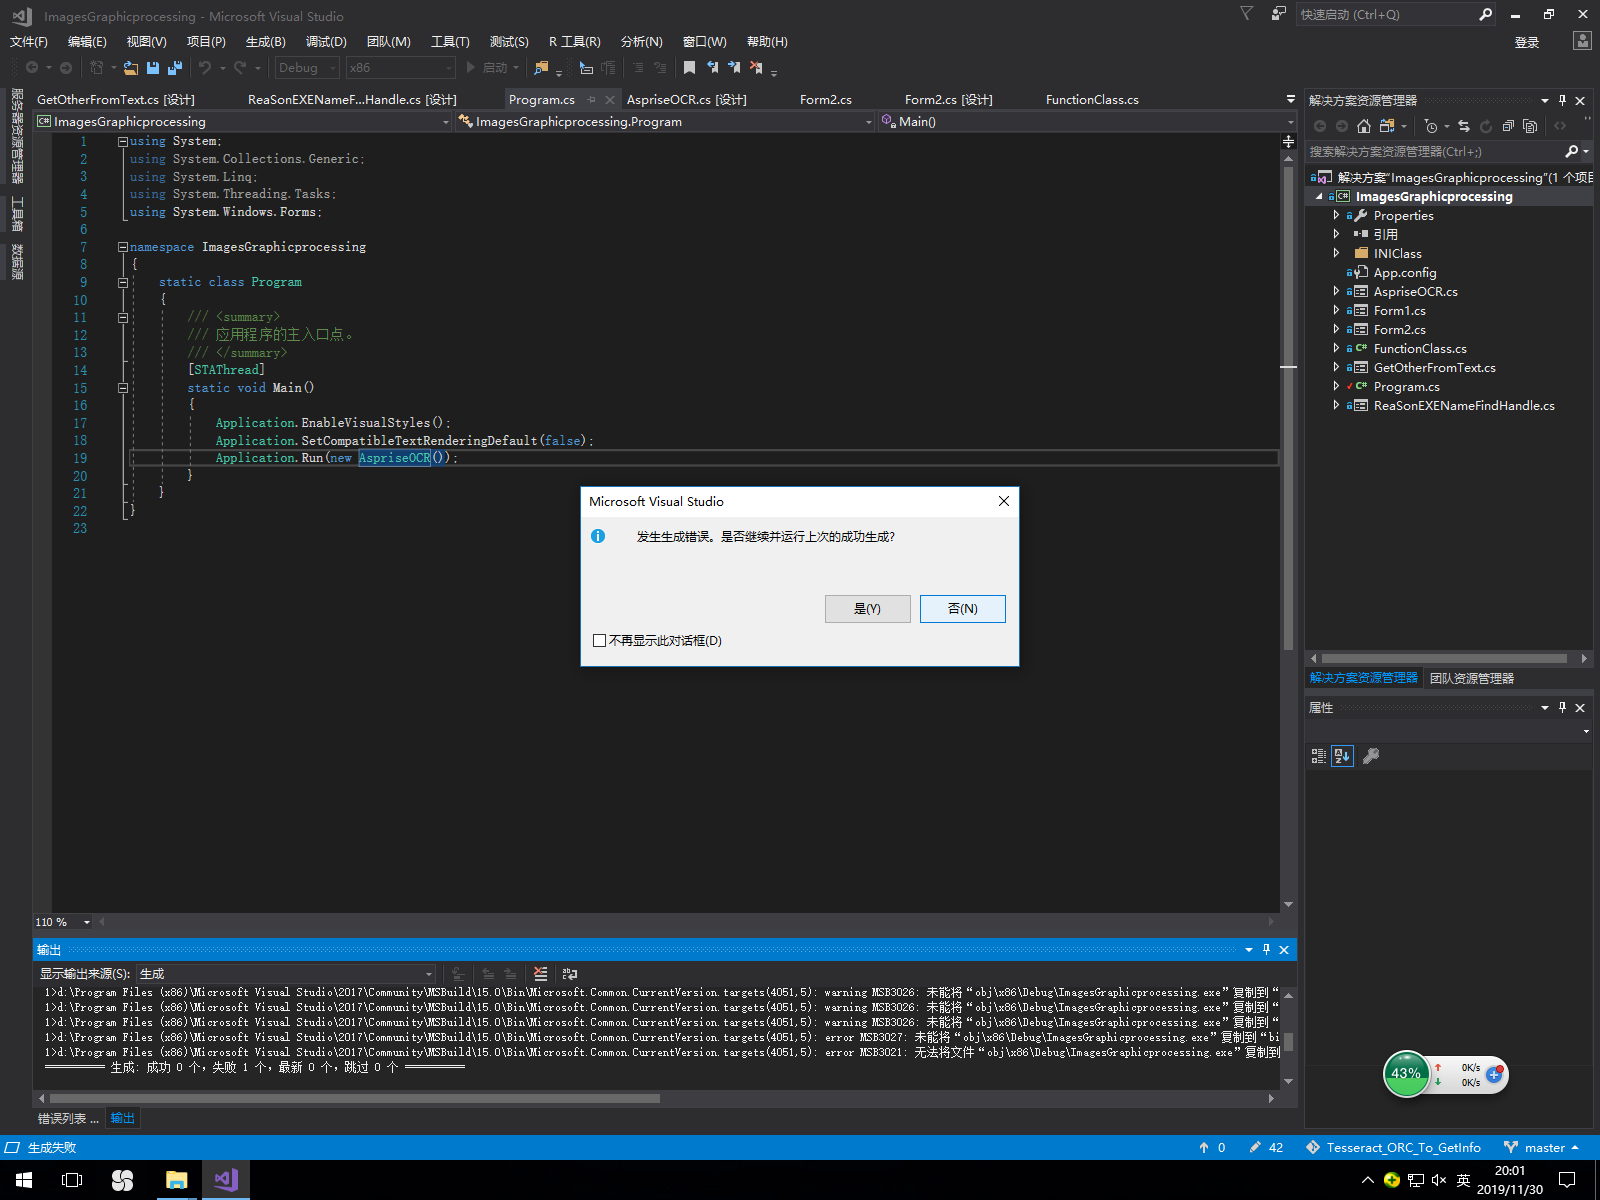 ImagesGraphicprocessing - Microsoft Visual Studio
快速启动 (Ctrl+Q)
文件(F) 编辑(E) 视图(V) 项目(P) 生成(B) 调试(D) 团队(M) 工具(T) 测试(S) R 工具(R) 分析(N) 窗口(W) 帮助(H)
登录
Debug x86 启动
服务器资源管理器
工具箱
数据源
GetOtherFromText.cs [设计] ReaSonEXENameF...Handle.cs [设计] Program.cs AspriseOCR.cs [设计] Form2.cs Form2.cs [设计] FunctionClass.cs
ImagesGraphicprocessing ImagesGraphicprocessing.Program Main()
1 using System;
2 using System.Collections.Generic;
3 using System.Linq;
4 using System.Threading.Tasks;
5 using System.Windows.Forms;
6
7 namespace ImagesGraphicprocessing
8 {
9 static class Program
10 {
11 /// <summary>
12 /// 应用程序的主入口点。
13 /// </summary>
14 [STAThread]
15 static void Main()
16 {
17 Application.EnableVisualStyles();
18 Application.SetCompatibleTextRenderingDefault(false);
19 Application.Run(new AspriseOCR());
20 }
21 }
22 }
23
Microsoft Visual Studio
发生生成错误。是否继续并运行上次的成功生成?
是(Y) 否(N)
不再显示此对话框(D)
110 %
输出
显示输出来源(S): 生成
1>d:\Program Files (x86)\Microsoft Visual Studio\2017\Community\MSBuild\15.0\Bin\Microsoft.Common.CurrentVersion.targets(4051,5): warning MSB3026: 未能将“obj\x86\Debug\ImagesGraphicprocessing.exe”复制到“
1>d:\Program Files (x86)\Microsoft Visual Studio\2017\Community\MSBuild\15.0\Bin\Microsoft.Common.CurrentVersion.targets(4051,5): warning MSB3026: 未能将“obj\x86\Debug\ImagesGraphicprocessing.exe”复制到“
1>d:\Program Files (x86)\Microsoft Visual Studio\2017\Community\MSBuild\15.0\Bin\Microsoft.Common.CurrentVersion.targets(4051,5): warning MSB3026: 未能将“obj\x86\Debug\ImagesGraphicprocessing.exe”复制到“
1>d:\Program Files (x86)\Microsoft Visual Studio\2017\Community\MSBuild\15.0\Bin\Microsoft.Common.CurrentVersion.targets(4051,5): error MSB3027: 未能将“obj\x86\Debug\ImagesGraphicprocessing.exe”复制到“bi
1>d:\Program Files (x86)\Microsoft Visual Studio\2017\Community\MSBuild\15.0\Bin\Microsoft.Common.CurrentVersion.targets(4051,5): error MSB3021: 无法将文件“obj\x86\Debug\ImagesGraphicprocessing.exe”复制到
========== 生成: 成功 0 个，失败 1 个，最新 0 个，跳过 0 个 ==========
错误列表 ... 输出
解决方案资源管理器
搜索解决方案资源管理器(Ctrl+;)
解决方案"ImagesGraphicprocessing"(1 个项目
ImagesGraphicprocessing
Properties
引用
INIClass
App.config
AspriseOCR.cs
Form1.cs
Form2.cs
FunctionClass.cs
GetOtherFromText.cs
Program.cs
ReaSonEXENameFindHandle.cs
解决方案资源管理器 团队资源管理器
属性
43% 0K/s
0K/s
生成失败 0 42 Tesseract_ORC_To_GetInfo master
英 20:01
2019/11/30